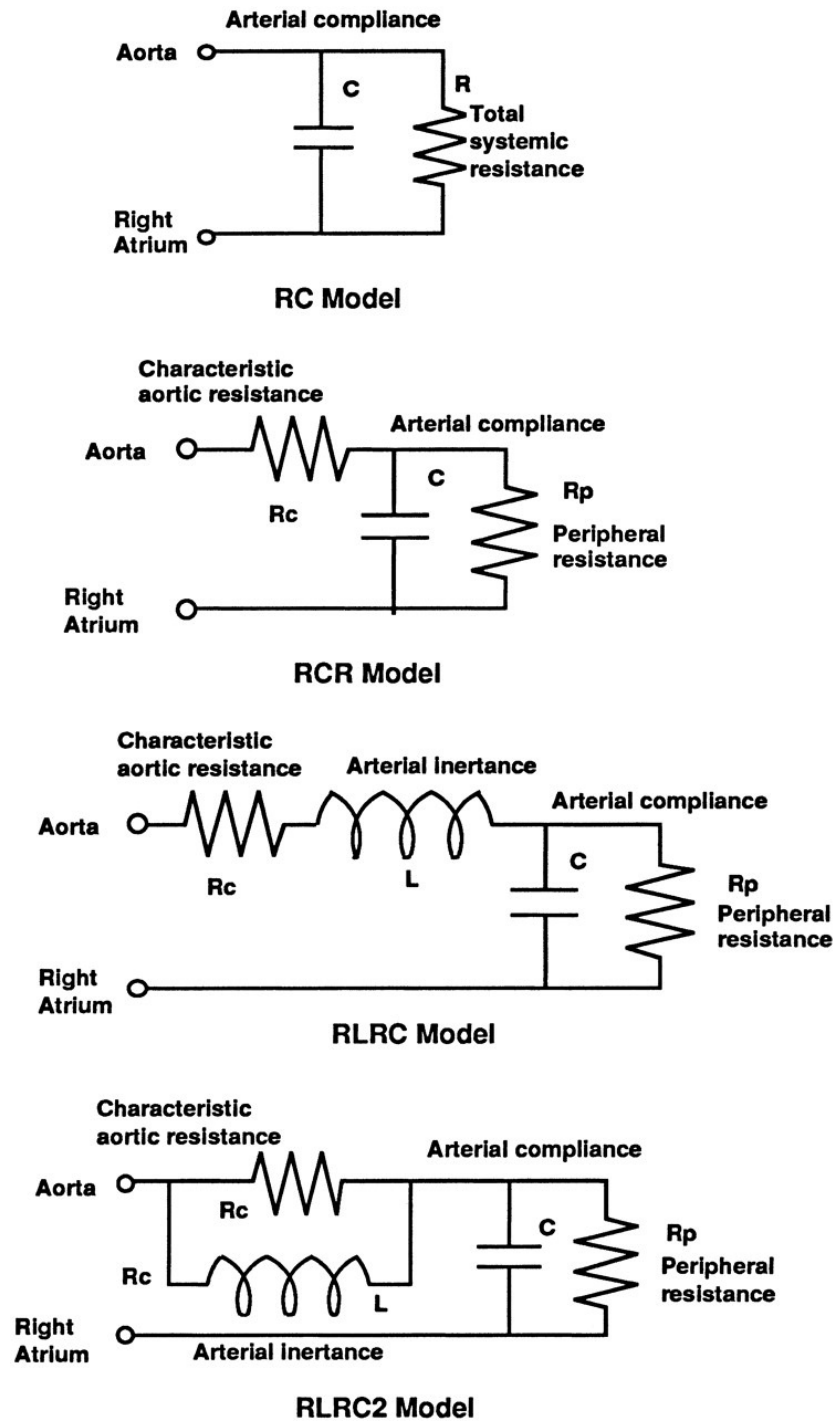 Arterial compliance
Aorta
C
R
Total
systemic
resistance
Right
Atrium
RC Model
Characteristic
aortic resistance
Arterial compliance
Aorta
C
Rp
Rc
Peripheral
resistance
Right
Atrium
RCR Model
Characteristic
aortic resistance
Arterial inertance
Arterial compliance
Aorta
C
Rc
L
Rp
Peripheral
resistance
Right
Atrium
RLRC Model
Characteristic
aortic resistance
Arterial compliance
Aorta
Rc
C
Rp
Peripheral
resistance
Rc
L
Right
Atrium
Arterial inertance
RLRC2 Model